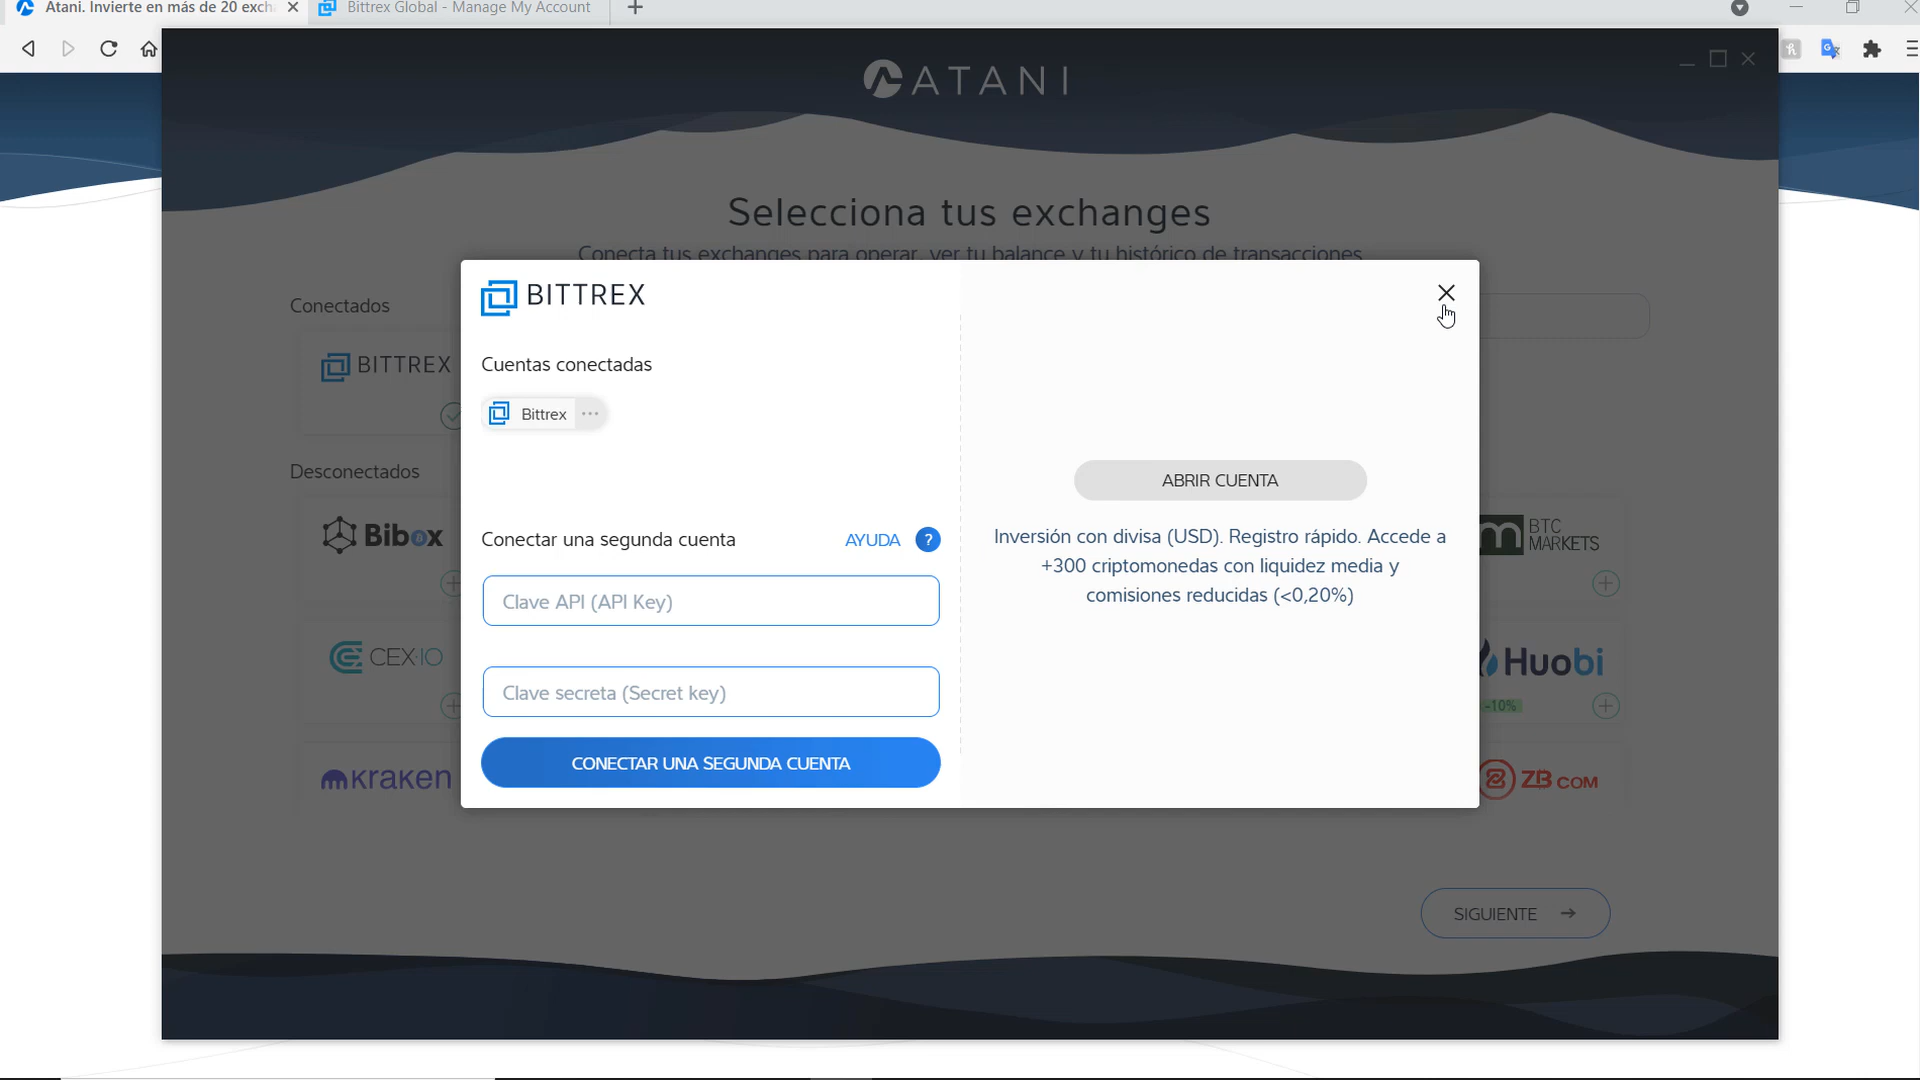 Atani. Invierte en más de 20 exch
Bittrex Global - Manage My Account
ATANI
Selecciona tus exchanges
Conecta tus exchanges para operar, ver tu balance y tu histórico de transacciones
Conectados
BITTREX
Desconectados
Bibox
CEX.IO
kraken
BITTREX
Cuentas conectadas
Bittrex ...
Conectar una segunda cuenta
AYUDA ?
Clave API (API Key)
Clave secreta (Secret key)
CONECTAR UNA SEGUNDA CUENTA
ABRIR CUENTA
Inversión con divisa (USD). Registro rápido. Accede a
+300 criptomonedas con liquidez media y
comisiones reducidas (<0,20%)
BTC
MARKETS
Huobi
-10%
ZB COM
SIGUIENTE →